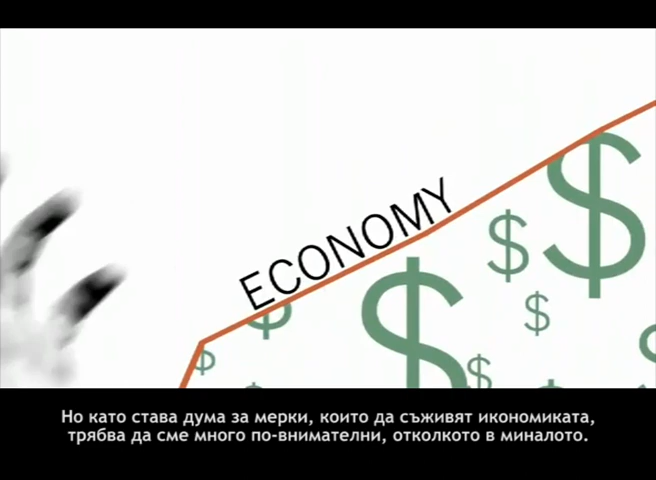 ECONOMY
$ $ $ $ $ $ $
Но като става дума за мерки, които да съживят икономиката,
трябва да сме много по-внимателни, отколкото в миналото.